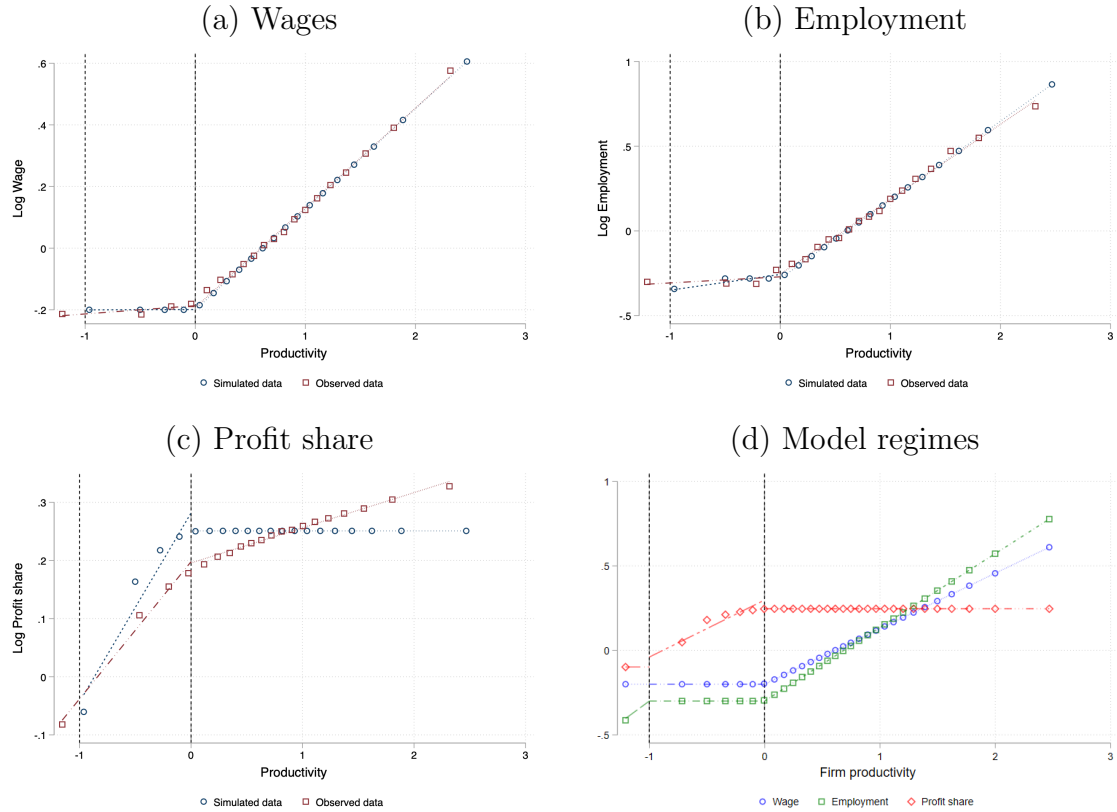 (a) Wages
(b) Employment
.6
.4
.2
0
-.2
Log Wage
-1
0
1
2
3
Productivity
Simulated data
Observed data
1
.5
0
-.5
Log Employment
-1
0
1
2
3
Productivity
Simulated data
Observed data
(c) Profit share
(d) Model regimes
.3
.2
.1
0
-.1
Log Profit share
-1
0
1
2
3
Productivity
Simulated data
Observed data
1
.5
0
-.5
-1
0
1
2
3
Firm productivity
Wage
Employment
Profit share